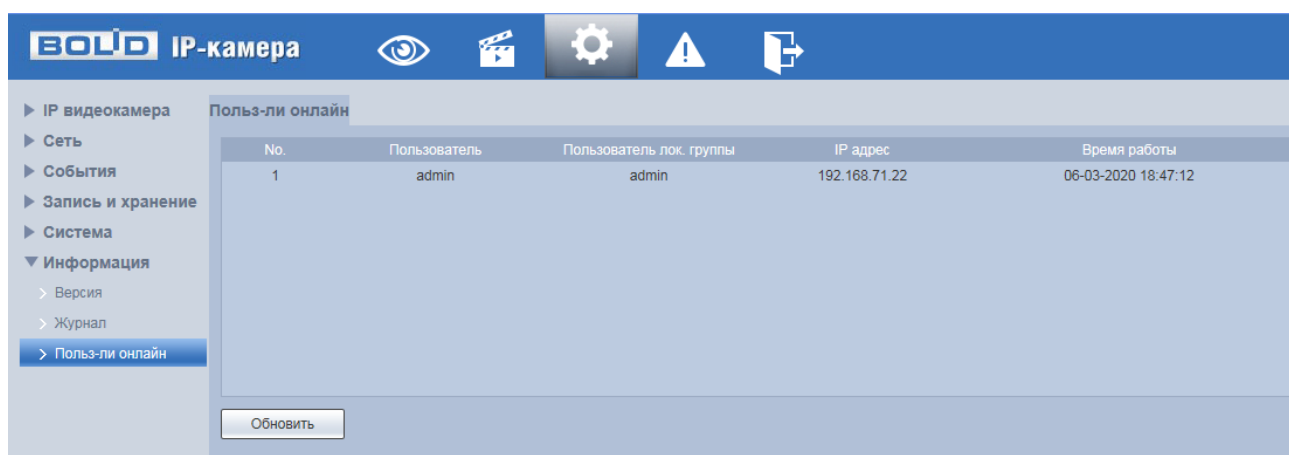 BOLID IP-камера
IP видеокамера
Сеть
События
Запись и хранение
Система
Информация
Версия
Журнал
Польз-ли онлайн
Польз-ли онлайн
No. Пользователь Пользователь лок. группы IP адрес Время работы
1 admin admin 192.168.71.22 06-03-2020 18:47:12
Обновить